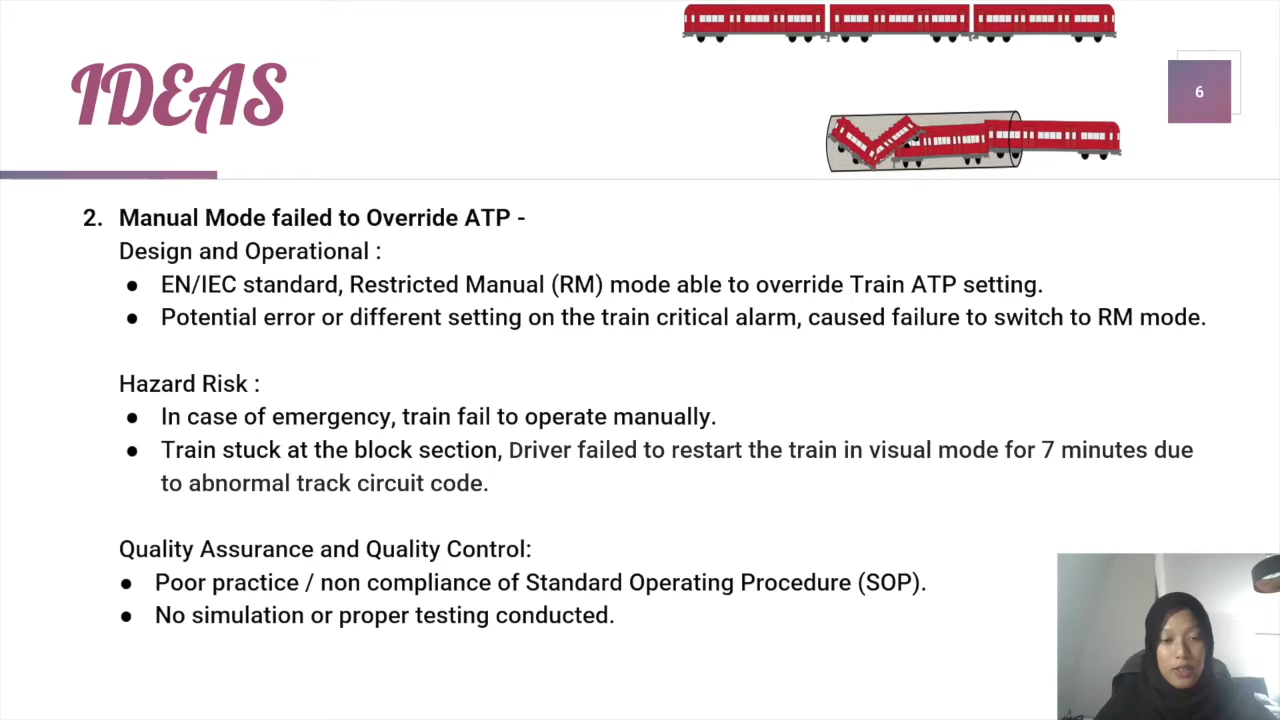 IDEAS
6
2. Manual Mode failed to Override ATP -
Design and Operational :
● EN/IEC standard, Restricted Manual (RM) mode able to override Train ATP setting.
● Potential error or different setting on the train critical alarm, caused failure to switch to RM mode.
Hazard Risk :
● In case of emergency, train fail to operate manually.
● Train stuck at the block section, Driver failed to restart the train in visual mode for 7 minutes due
to abnormal track circuit code.
Quality Assurance and Quality Control:
● Poor practice / non compliance of Standard Operating Procedure (SOP).
● No simulation or proper testing conducted.